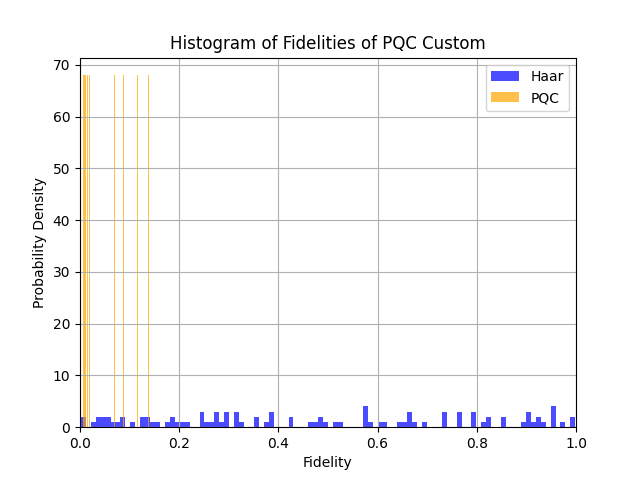 Histogram of Fidelities of PQC Custom
Haar
PQC
Probability Density
70
60
50
40
30
20
10
0
0.0 0.2 0.4 0.6 0.8 1.0
Fidelity